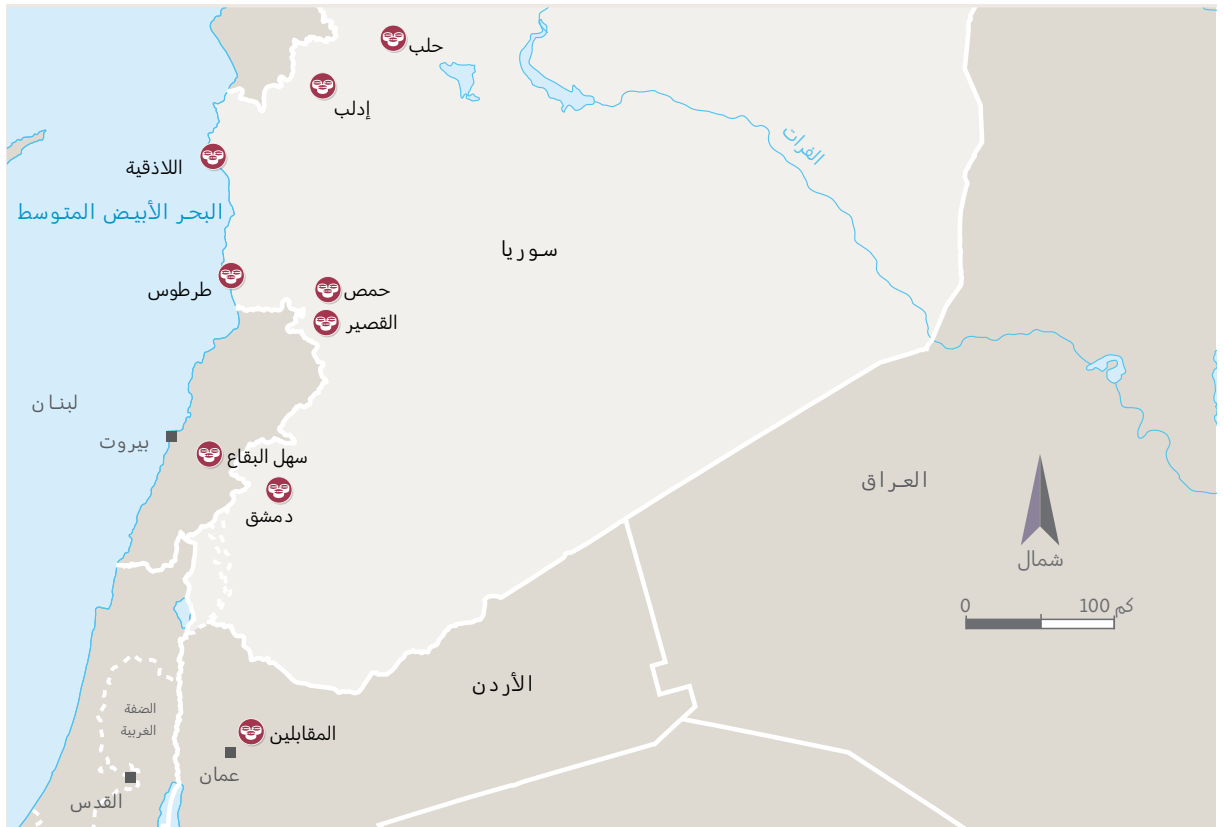 حلب
إدلب
الفرات
اللاذقية
البحر الأبيض المتوسط
سوريا
طرطوس
حمص
القصير
لبنان
بيروت
سهل البقاع
العراق
دمشق
شمال
0
100 كم
الأردن
الضفة
الغربية
المقابلين
عمان
القدس